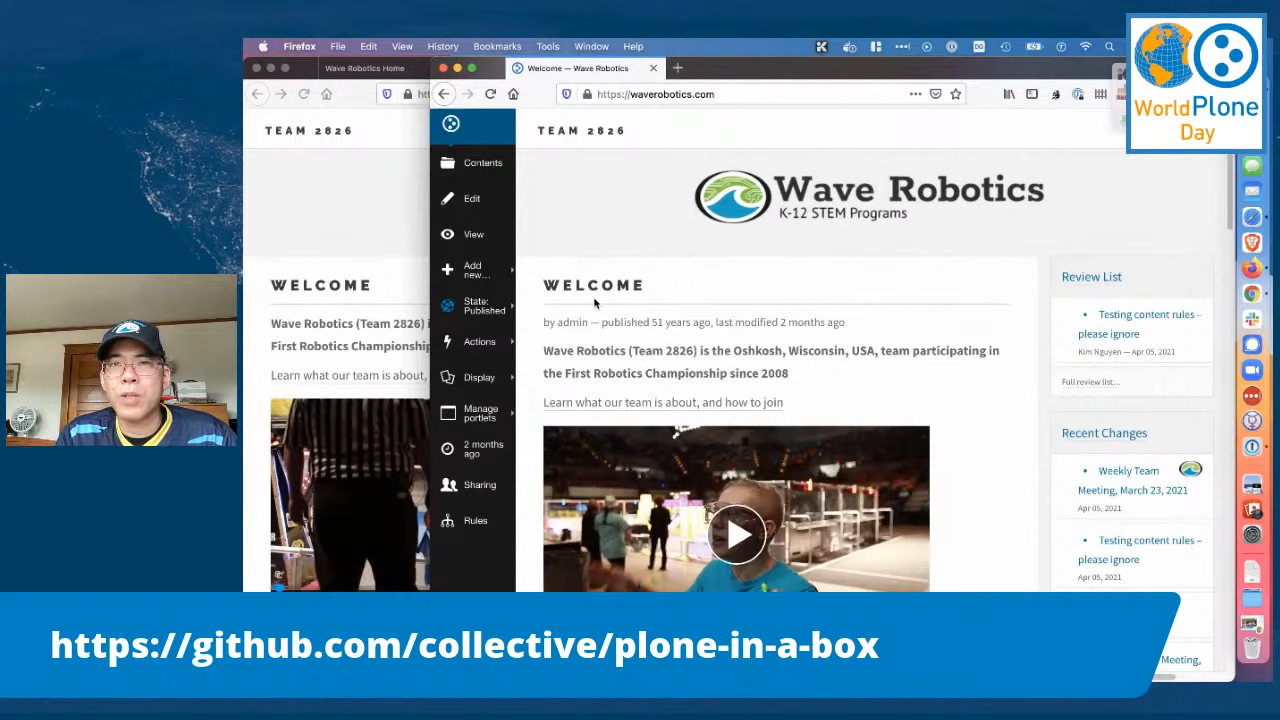 Firefox File Edit View History Bookmarks Tools Window Help
Wave Robotics Home
Welcome — Wave Robotics
https://waverobotics.com
WorldPlone
Day
TEAM 2826
TEAM 2826
Contents
Edit
View
Add
new...
State:
Published
Actions
Display
Manage
portlets
2 months
ago
Sharing
Rules
Wave Robotics
K-12 STEM Programs
WELCOME
Wave Robotics (Team 2826) i
First Robotics Championship
Learn what our team is about,
WELCOME
by admin — published 51 years ago, last modified 2 months ago
Wave Robotics (Team 2826) is the Oshkosh, Wisconsin, USA, team participating in
the First Robotics Championship since 2008
Learn what our team is about, and how to join
Review List
Testing content rules –
please ignore
Kim Nguyen — Apr 05, 2021
Full review list...
Recent Changes
Weekly Team
Meeting, March 23, 2021
Apr 05, 2021
Testing content rules –
please ignore
Apr 05, 2021
Meeting,
https://github.com/collective/plone-in-a-box